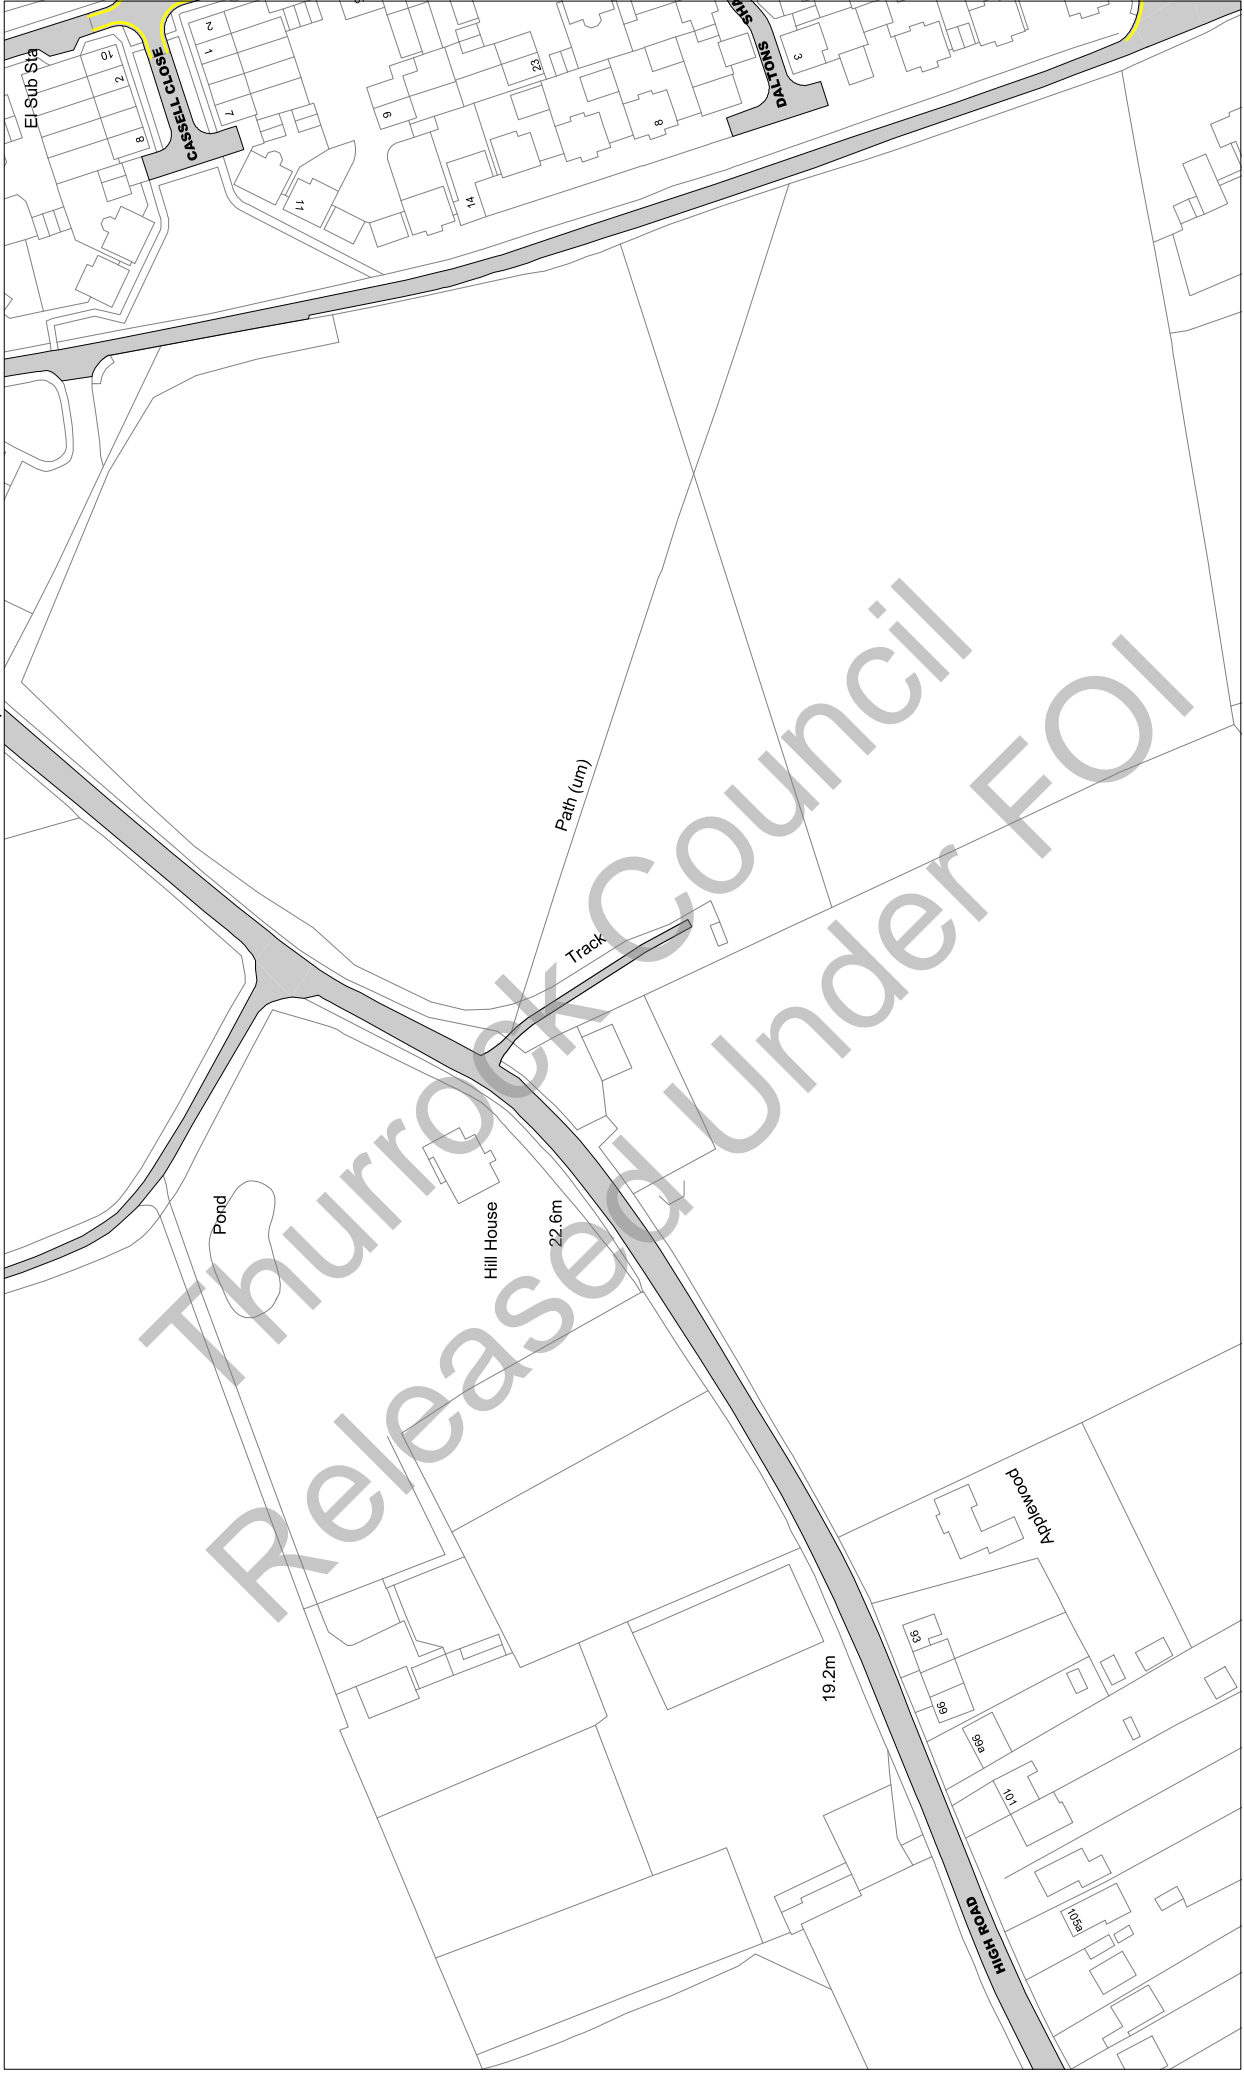 El Sub Sta
10
2
8
CASSELL CLOSE
2
1
7
11
9
14
23
8
DALTONS SHA
3
Path (um)
Track
Pond
Hill House
22.6m
Thurrock Council
Released Under FOI
Applewood
19.2m
93
99
99a
101
105a
HIGH ROAD